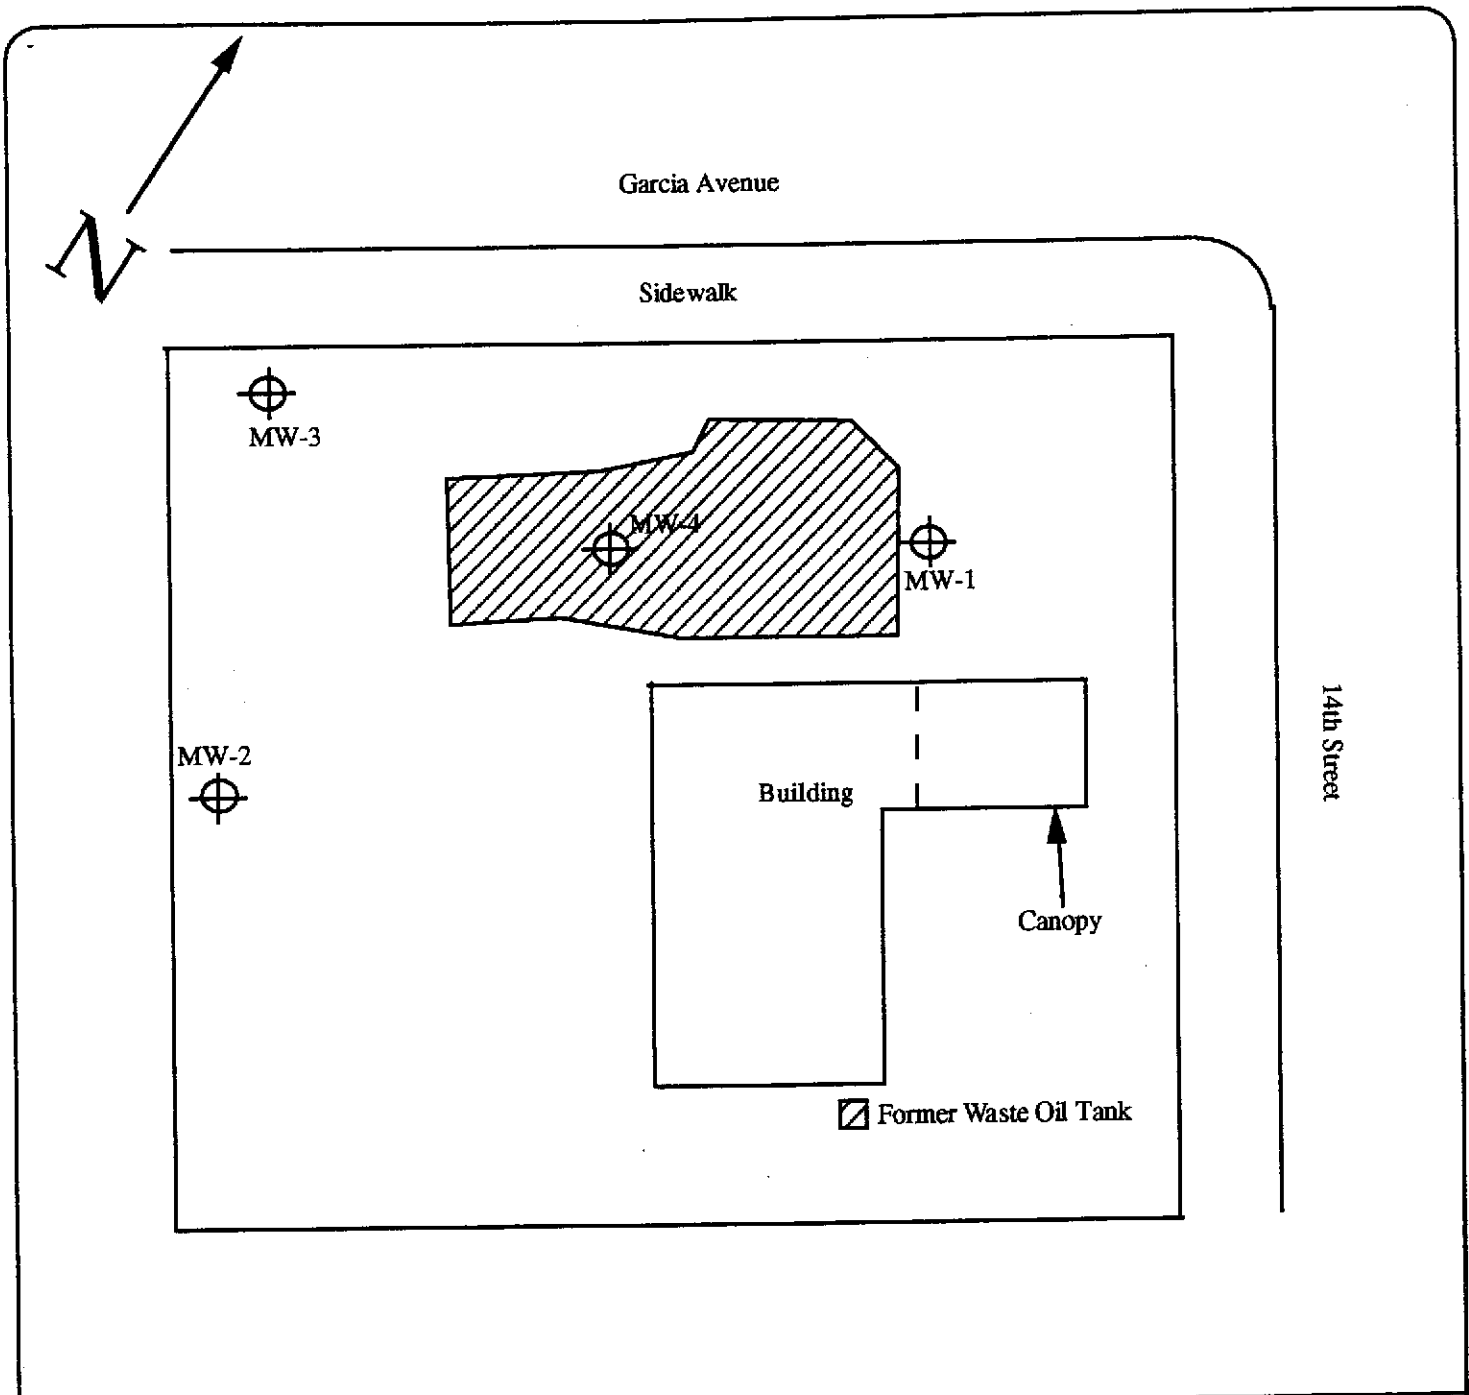 Garcia Avenue
N
Sidewalk
MW-3
MW-4
MW-1
14th Street
MW-2
Building
Canopy
Former Waste Oil Tank